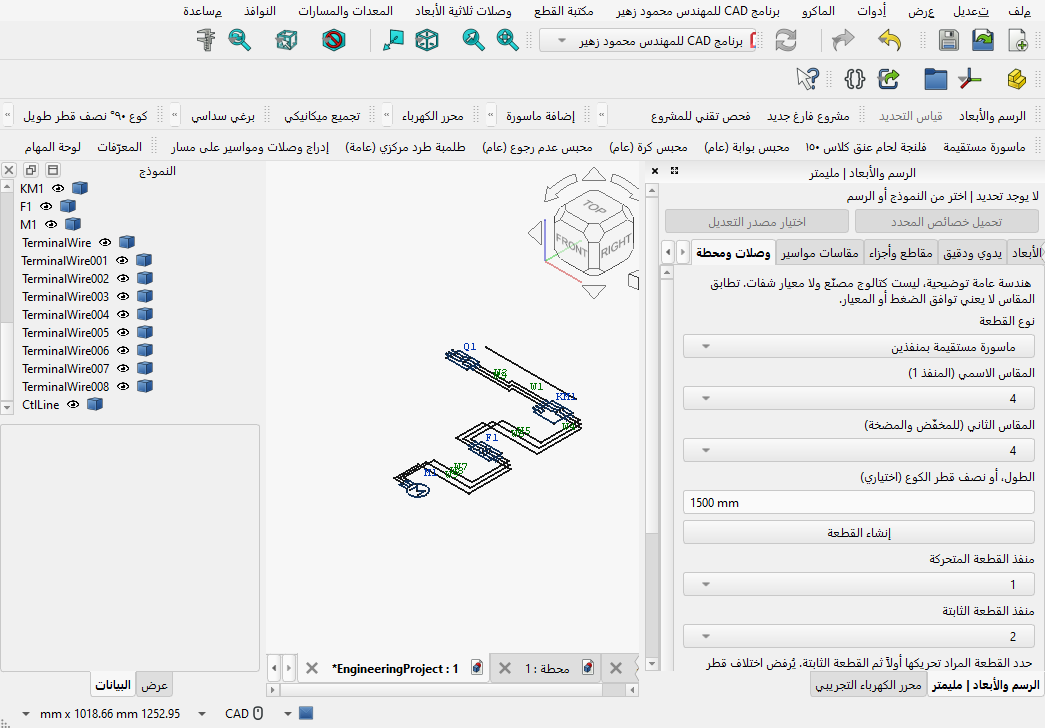 ملف تعديل عرض أدوات الماكرو برنامج CAD للمهندس محمود زهير مكتبة القطع وصلات ثلاثية الأبعاد المعدات والمسارات النوافذ مساعدة
برنامج CAD للمهندس محمود زهير
الرسم والأبعاد قياس التحديد مشروع فارغ جديد فحص تقني للمشروع » إضافة ماسورة » محرر الكهرباء » تجميع ميكانيكي برغي سداسي » كوع ٩٠° نصف قطر طويل »
ماسورة مستقيمة فلنجة لحام عنق كلاس ١٥٠ محبس بوابة (عام) محبس كرة (عام) محبس عدم رجوع (عام) طلمبة طرد مركزي (عامة) إدراج وصلات ومواسير على مسار المعرّفات لوحة المهام
الرسم والأبعاد | مليمتر
لا يوجد تحديد | اختر من النموذج أو الرسم
تحميل خصائص المحدد
اختيار مصدر التعديل
الأبعاد يدوي ودقيق مقاطع وأجزاء مقاسات مواسير وصلات ومحطة
هندسة عامة توضيحية، ليست كتالوج مصنّع ولا معيار شفات. تطابق
المقاس لا يعني توافق الضغط أو المعيار.
نوع القطعة
ماسورة مستقيمة بمنفذين
المقاس الاسمي (المنفذ 1)
4
المقاس الثاني (للمخفّض والمضخة)
4
الطول، أو نصف قطر الكوع (اختياري)
1500 mm
إنشاء القطعة
منفذ القطعة المتحركة
1
منفذ القطعة الثابتة
2
حدد القطعة المراد تحريكها أولاً ثم القطعة الثابتة. يُرفض اختلاف قطر
الرسم والأبعاد | مليمتر محرر الكهرباء التجريبي
TOP
FRONT
RIGHT
Q1
W1
KM1
F1
W7
M1
محطة : 1
*EngineeringProject : 1
النموذج
KM1
F1
M1
TerminalWire
TerminalWire001
TerminalWire002
TerminalWire003
TerminalWire004
TerminalWire005
TerminalWire006
TerminalWire007
TerminalWire008
CtlLine
عرض البيانات
CAD
mm x 1018.66 mm 1252.95